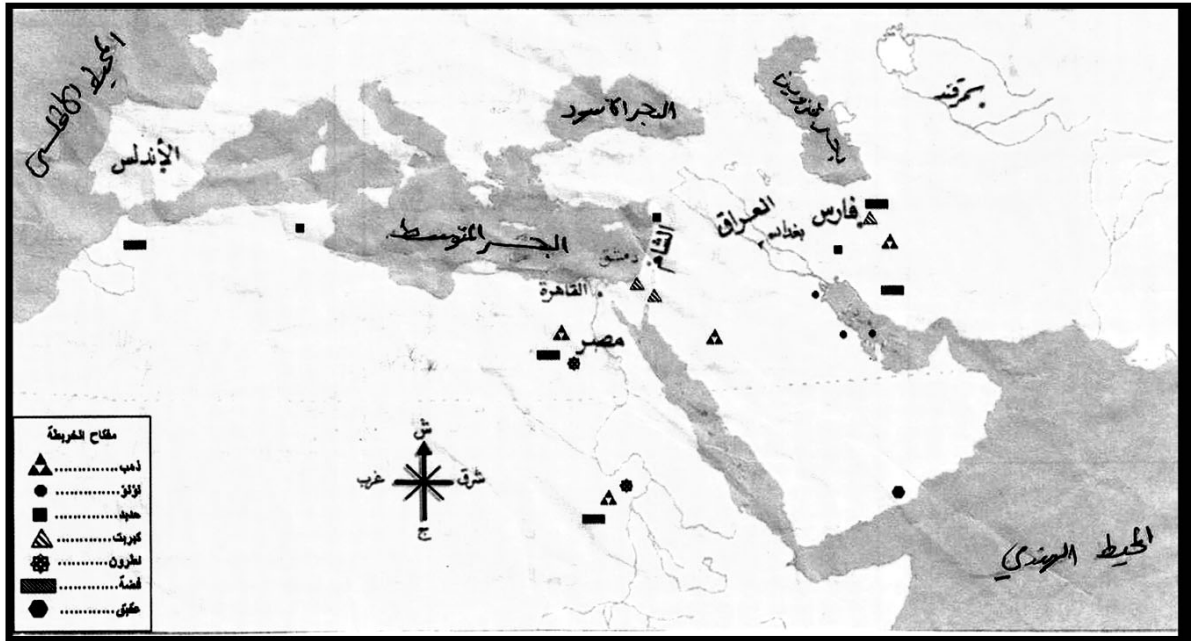 المحيط الاطلسي
الأندلس
البحر الأسود
بحر قزوين
سمرقند
البحر المتوسط
الشام
دمشق
القاهرة
مصر
العراق
بغداد
فارس
المحيط الهندي
ش
غرب
شرق
ج
مفتاح الخريطة
ذهب
لؤلؤ
حديد
كبريت
نطرون
فضة
عقيق